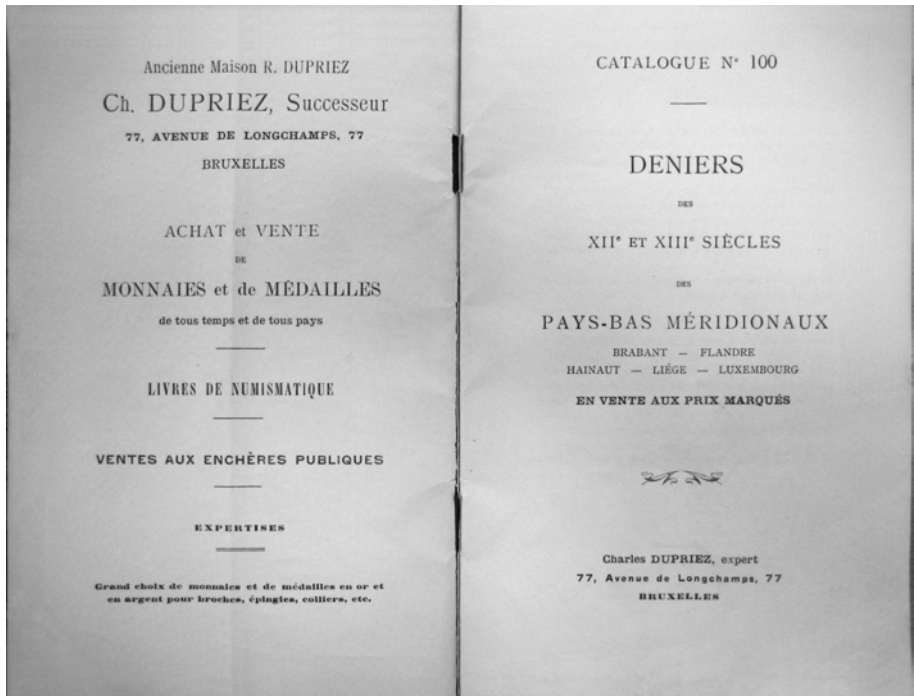 Ancienne Maison R. DUPRIEZ
Ch. DUPRIEZ, Successeur
77, AVENUE DE LONGCHAMPS, 77
BRUXELLES
ACHAT et VENTE
DE
MONNAIES et de MÉDAILLES
de tous temps et de tous pays
LIVRES DE NUMISMATIQUE
VENTES AUX ENCHÈRES PUBLIQUES
EXPERTISES
Grand choix de monnaies et de médailles en or et
en argent pour broches, épingles, colliers, etc.
CATALOGUE Nº 100
DENIERS
DES
XIIᵉ ET XIIIᵉ SIÈCLES
DES
PAYS-BAS MÉRIDIONAUX
BRABANT — FLANDRE
HAINAUT — LIÉGE — LUXEMBOURG
EN VENTE AUX PRIX MARQUÉS
Charles DUPRIEZ, expert
77, Avenue de Longchamps, 77
BRUXELLES